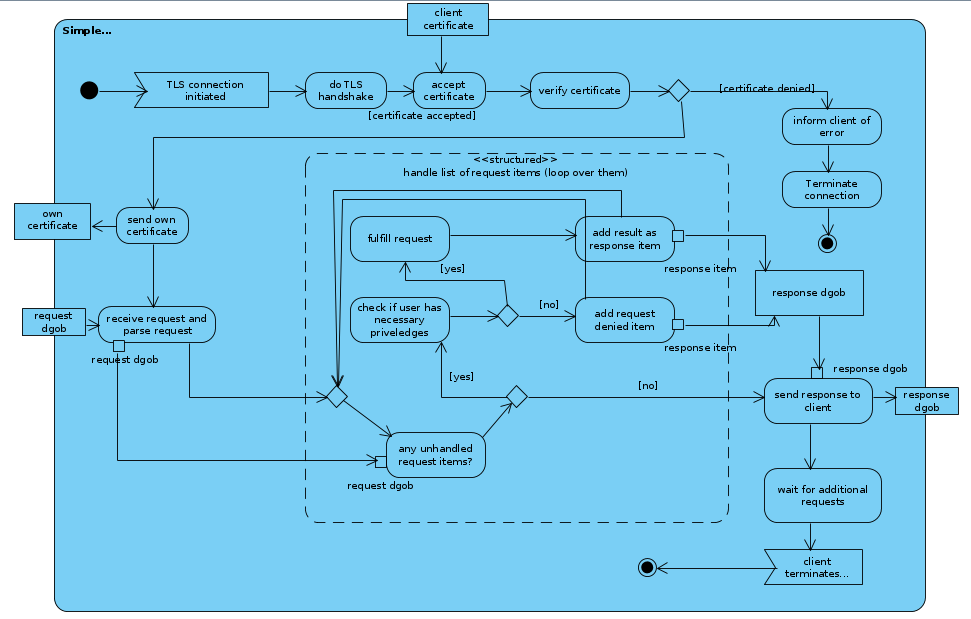 client
certificate
Simple...
TLS connection
initiated
do TLS
handshake
accept
certificate
verify certificate
[certificate denied]
[certificate accepted]
inform client of
error
Terminate
connection
<<structured>>
handle list of request items (loop over them)
own
certificate
send own
certificate
fulfill request
add result as
response item
[yes]
response item
response dgob
request
dgob
receive request and
parse request
request dgob
check if user has
necessary
priveledges
[no]
add request
denied item
response item
[yes]
[no]
response dgob
send response to
client
response
dgob
any unhandled
request items?
request dgob
wait for additional
requests
client
terminates...